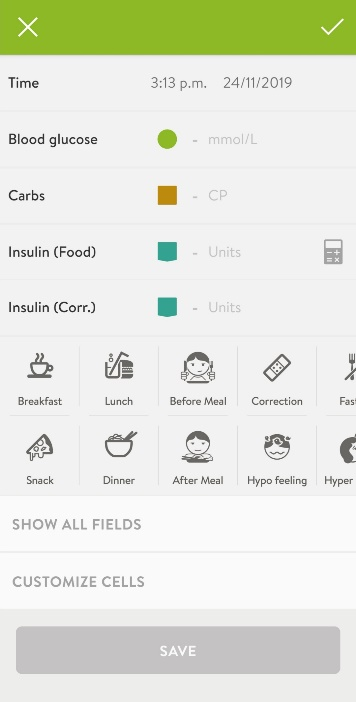 Time 3:13 p.m. 24/11/2019
Blood glucose - mmol/L
Carbs - CP
Insulin (Food) - Units
Insulin (Corr.) - Units
Breakfast Lunch Before Meal Correction Fas
Snack Dinner After Meal Hypo feeling Hyper
SHOW ALL FIELDS
CUSTOMIZE CELLS
SAVE